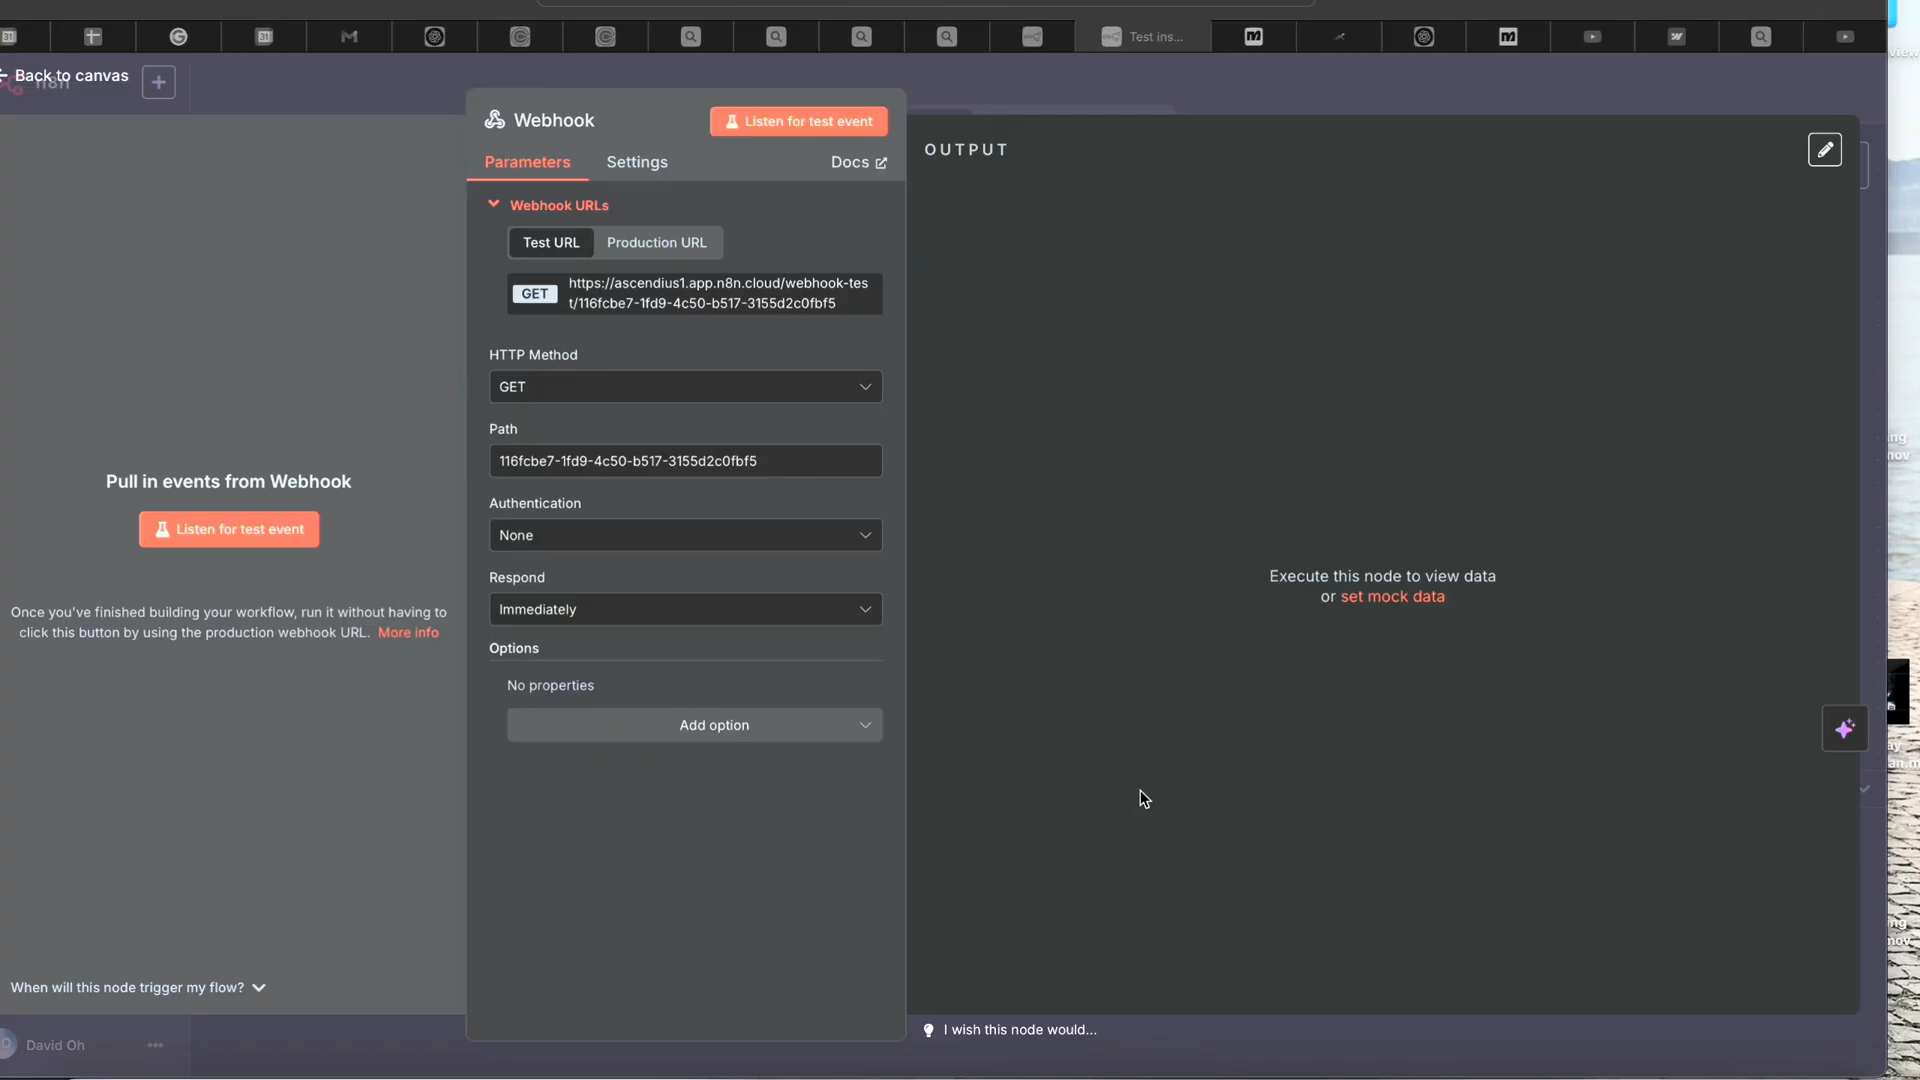 Test ins...
Back to canvas
n8n
Webhook
Listen for test event
Parameters
Settings
Docs
OUTPUT
Webhook URLs
Test URL
Production URL
GET
https://ascendius1.app.n8n.cloud/webhook-tes
t/116fcbe7-1fd9-4c50-b517-3155d2c0fbf5
HTTP Method
GET
Path
116fcbe7-1fd9-4c50-b517-3155d2c0fbf5
Authentication
None
Respond
Immediately
Options
No properties
Add option
Pull in events from Webhook
Listen for test event
Once you've finished building your workflow, run it without having to
click this button by using the production webhook URL. More info
When will this node trigger my flow?
David Oh
Execute this node to view data
or set mock data
I wish this node would...